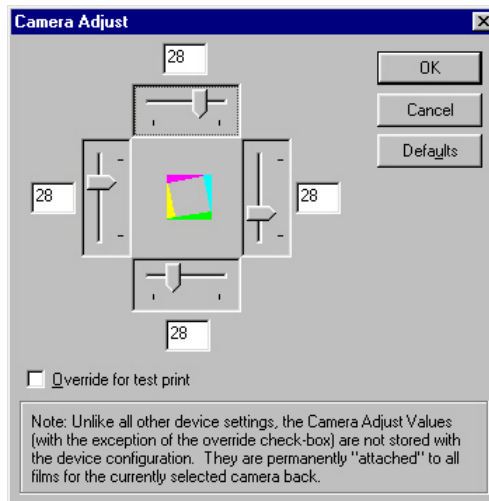 Camera Adjust
28
OK
Cancel
Defaults
28
28
28
Override for test print
Note: Unlike all other device settings, the Camera Adjust Values
(with the exception of the override check-box) are not stored with
the device configuration. They are permanently "attached" to all
films for the currently selected camera back.